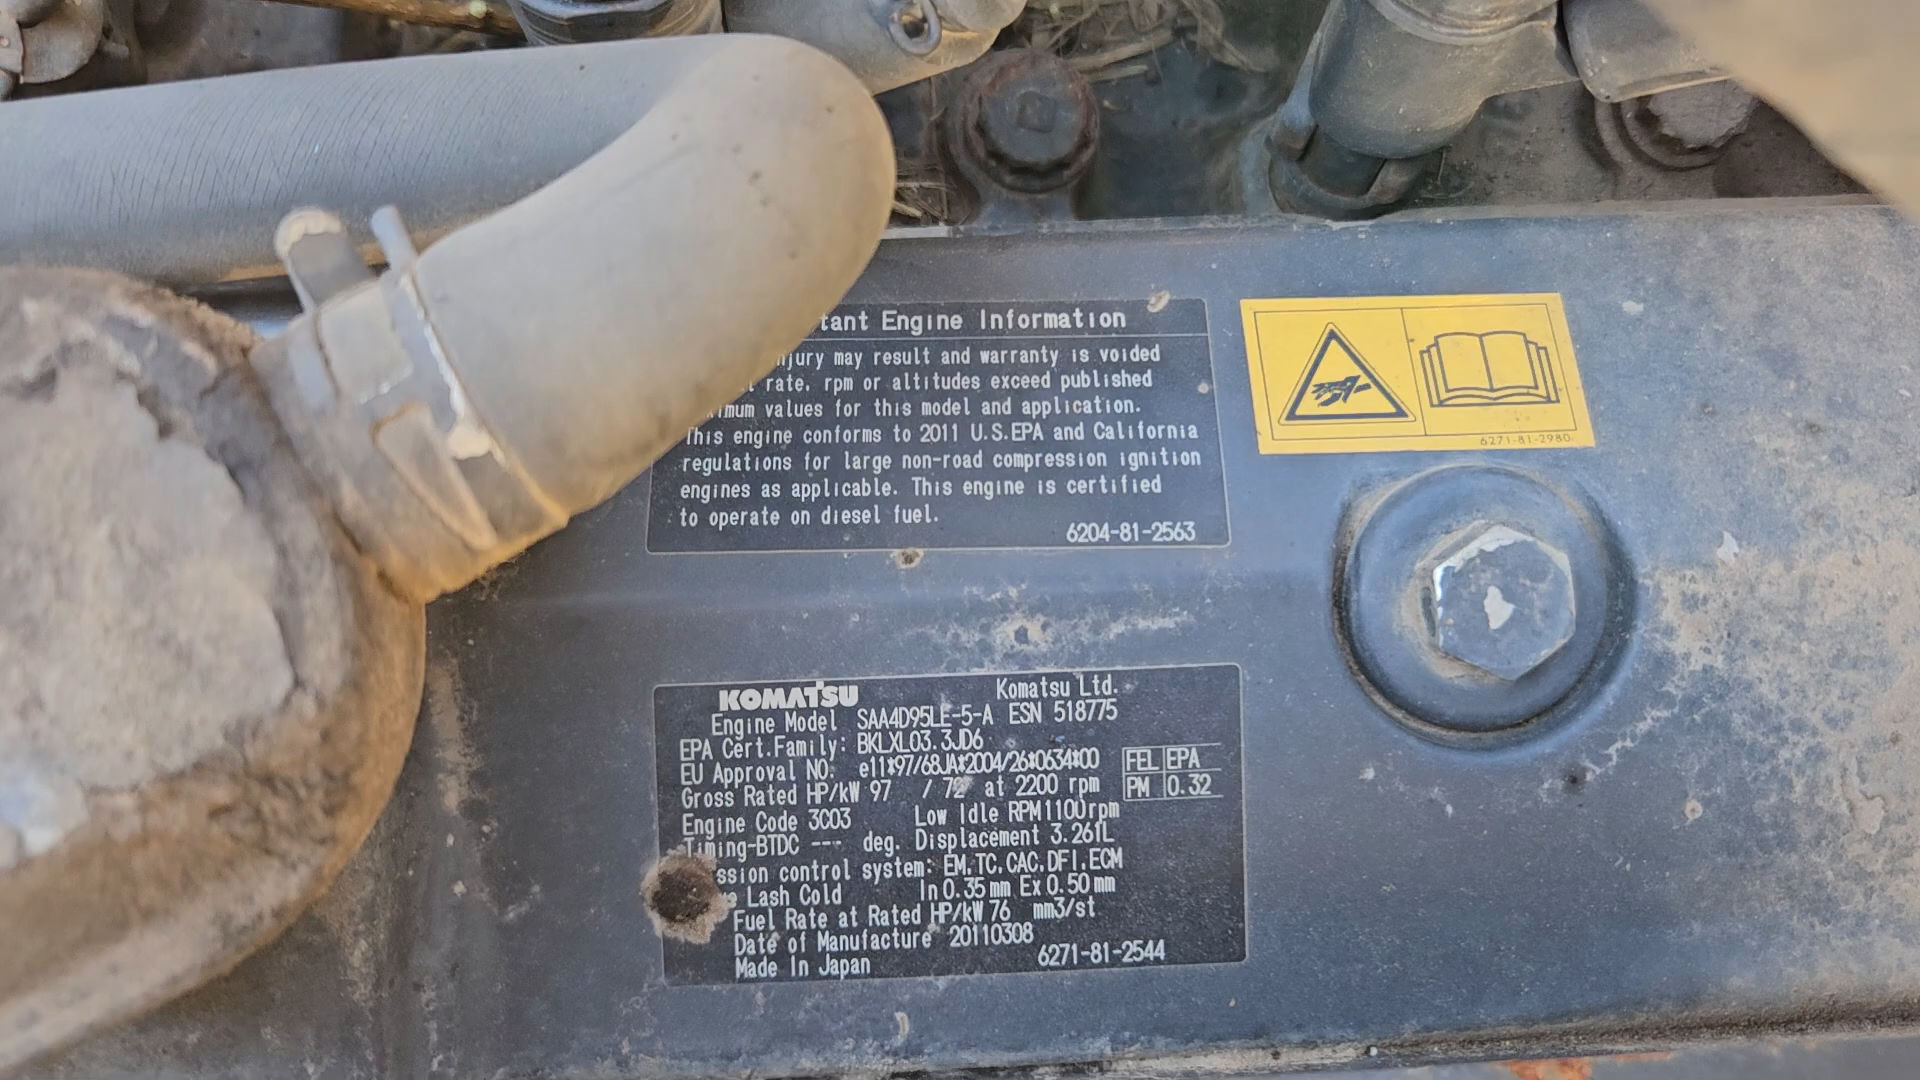 tant Engine Information
njury may result and warranty is voided
rate, rpm or altitudes exceed published
imum values for this model and application.
This engine conforms to 2011 U.S.EPA and California
regulations for large non-road compression ignition
engines as applicable. This engine is certified
to operate on diesel fuel.
6204-81-2563
6271-81-2980
KOMATSU Komatsu Ltd.
Engine Model SAA4D95LE-5-A ESN 518775
EPA Cert.Family: BKLXL03.3JD6
EU Approval NO. e11*97/68JA*2004/26*0634*00
FEL EPA
Gross Rated HP/kW 97 / 72 at 2200 rpm
PM 0.32
Engine Code 3C03 Low Idle RPM 1100rpm
Timing-BTDC --- deg. Displacement 3.261L
ssion control system: EM,TC,CAC,DFI,ECM
Lash Cold In 0.35 mm Ex 0.50 mm
Fuel Rate at Rated HP/kW 76 mm3/st
Date of Manufacture 20110308
Made In Japan 6271-81-2544